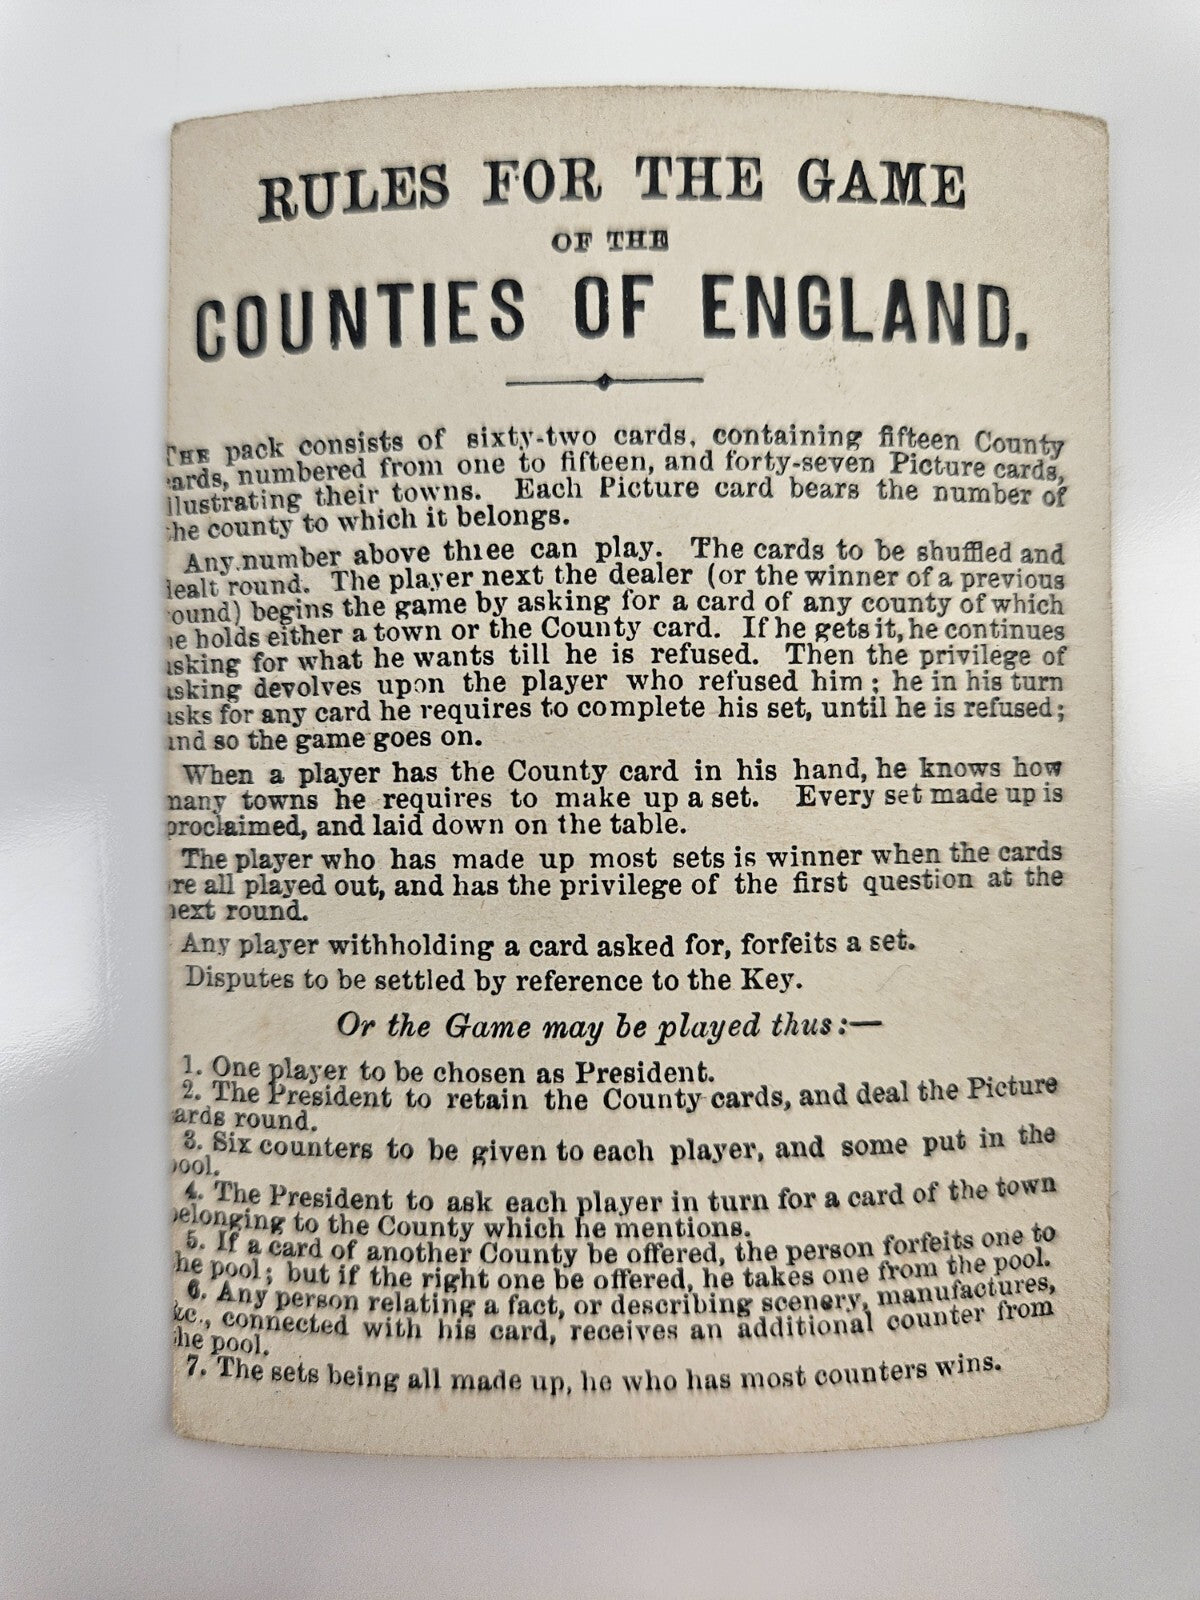 RULES FOR THE GAME
OF THE
COUNTIES OF ENGLAND.
THE pack consists of sixty-two cards, containing fifteen County
ards, numbered from one to fifteen, and forty-seven Picture cards,
llustrating their towns. Each Picture card bears the number of
the county to which it belongs.
Any number above three can play. The cards to be shuffled and
dealt round. The player next the dealer (or the winner of a previous
ound) begins the game by asking for a card of any county of which
he holds either a town or the County card. If he gets it, he continues
asking for what he wants till he is refused. Then the privilege of
asking devolves upon the player who refused him; he in his turn
asks for any card he requires to complete his set, until he is refused;
and so the game goes on.
When a player has the County card in his hand, he knows how
many towns he requires to make up a set. Every set made up is
proclaimed, and laid down on the table.
The player who has made up most sets is winner when the cards
re all played out, and has the privilege of the first question at the
next round.
Any player withholding a card asked for, forfeits a set.
Disputes to be settled by reference to the Key.
Or the Game may be played thus:—
1. One player to be chosen as President.
2. The President to retain the County cards, and deal the Picture
ards round.
3. Six counters to be given to each player, and some put in the
pool.
4. The President to ask each player in turn for a card of the town
belonging to the County which he mentions.
5. If a card of another County be offered, the person forfeits one to
he pool; but if the right one be offered, he takes one from the pool.
6. Any person relating a fact, or describing scenery, manufactures,
&c., connected with his card, receives an additional counter from
the pool.
7. The sets being all made up, he who has most counters wins.